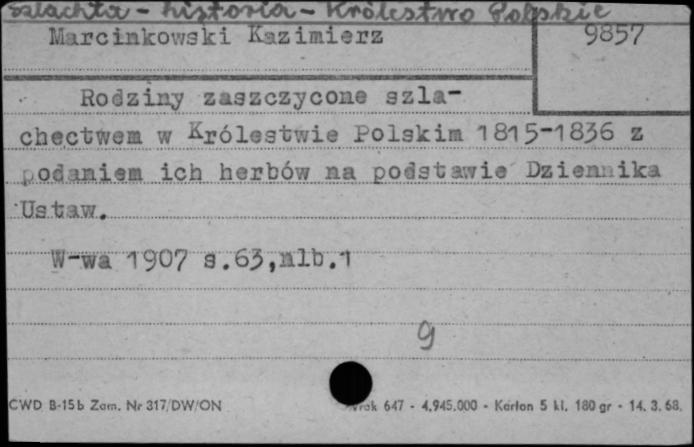 Szlachta - historia - Królestwo Polskie
Marcinkowski Kazimierz
9857
Rodziny zaszczycone szla-
chectwem w Królestwie Polskim 1815-1836 z
podaniem ich herbów na podstawie Dziennika
Ustaw.
W-wa 1907 s.63,nlb.1
9
CWD B-15b Zam. Nr 317/DW/ON
647 - 4.945.000 - Karton 5 kl. 180 gr - 14. 3. 68.